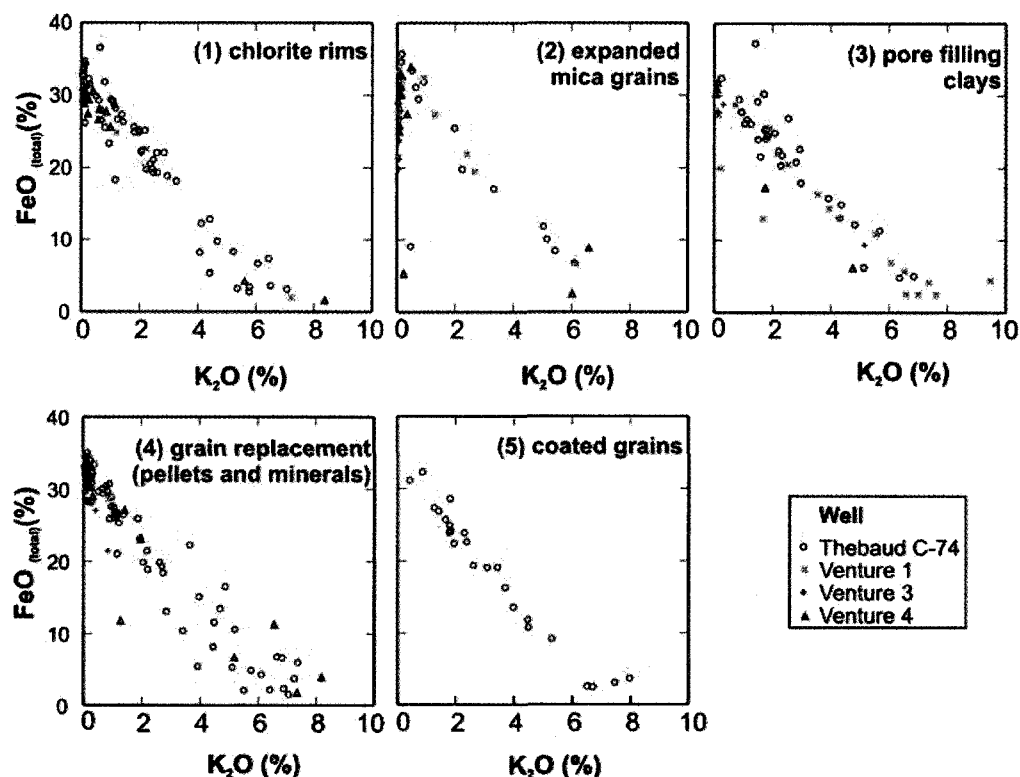 40
30
20
10
0
FeO (total) (%)
(1) chlorite rims
0 2 4 6 8 10
K₂O (%)
(2) expanded
mica grains
0 2 4 6 8 10
K₂O (%)
(3) pore filling
clays
0 2 4 6 8 10
K₂O (%)
40
30
20
10
0
FeO (total) (%)
(4) grain replacement
(pellets and minerals)
0 2 4 6 8 10
K₂O (%)
(5) coated grains
0 2 4 6 8 10
K₂O (%)
Well
Thebaud C-74
Venture 1
Venture 3
Venture 4